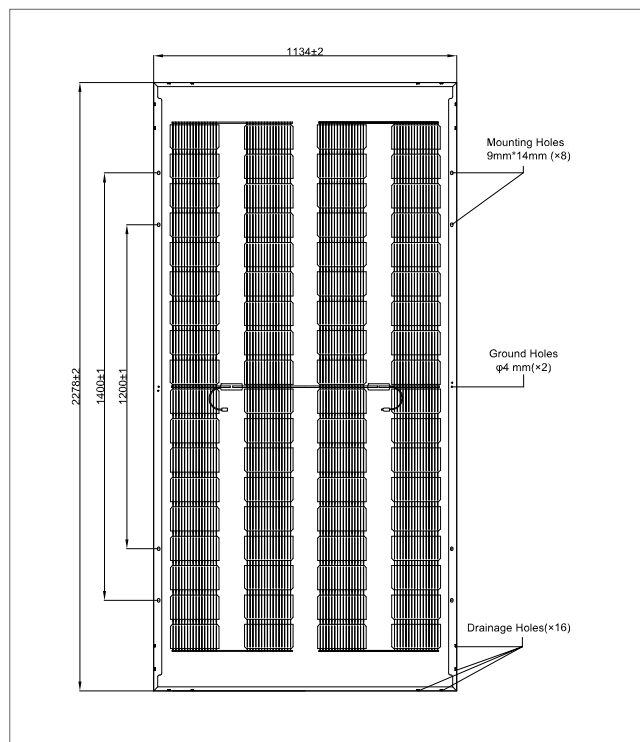 1134±2
Mounting Holes
9mm*14mm (×8)
2278±2
1400±1
1200±1
Ground Holes
φ4 mm(×2)
Drainage Holes(×16)